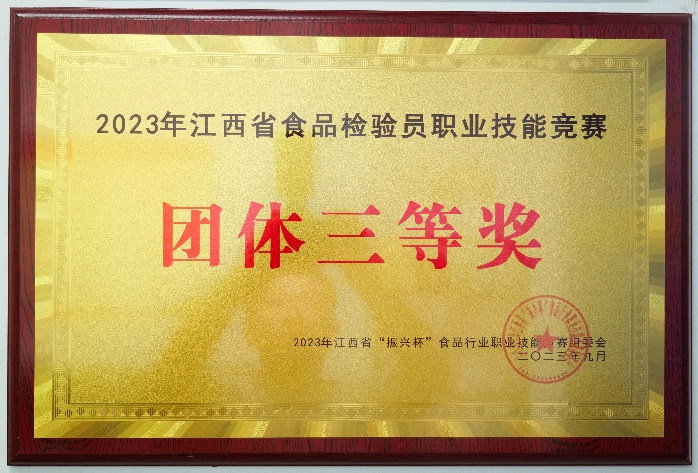 2023年江西省食品检验员职业技能竞赛
团体三等奖
2023年江西省“振兴杯”食品行业职业技能竞赛组委会
二〇二三年九月